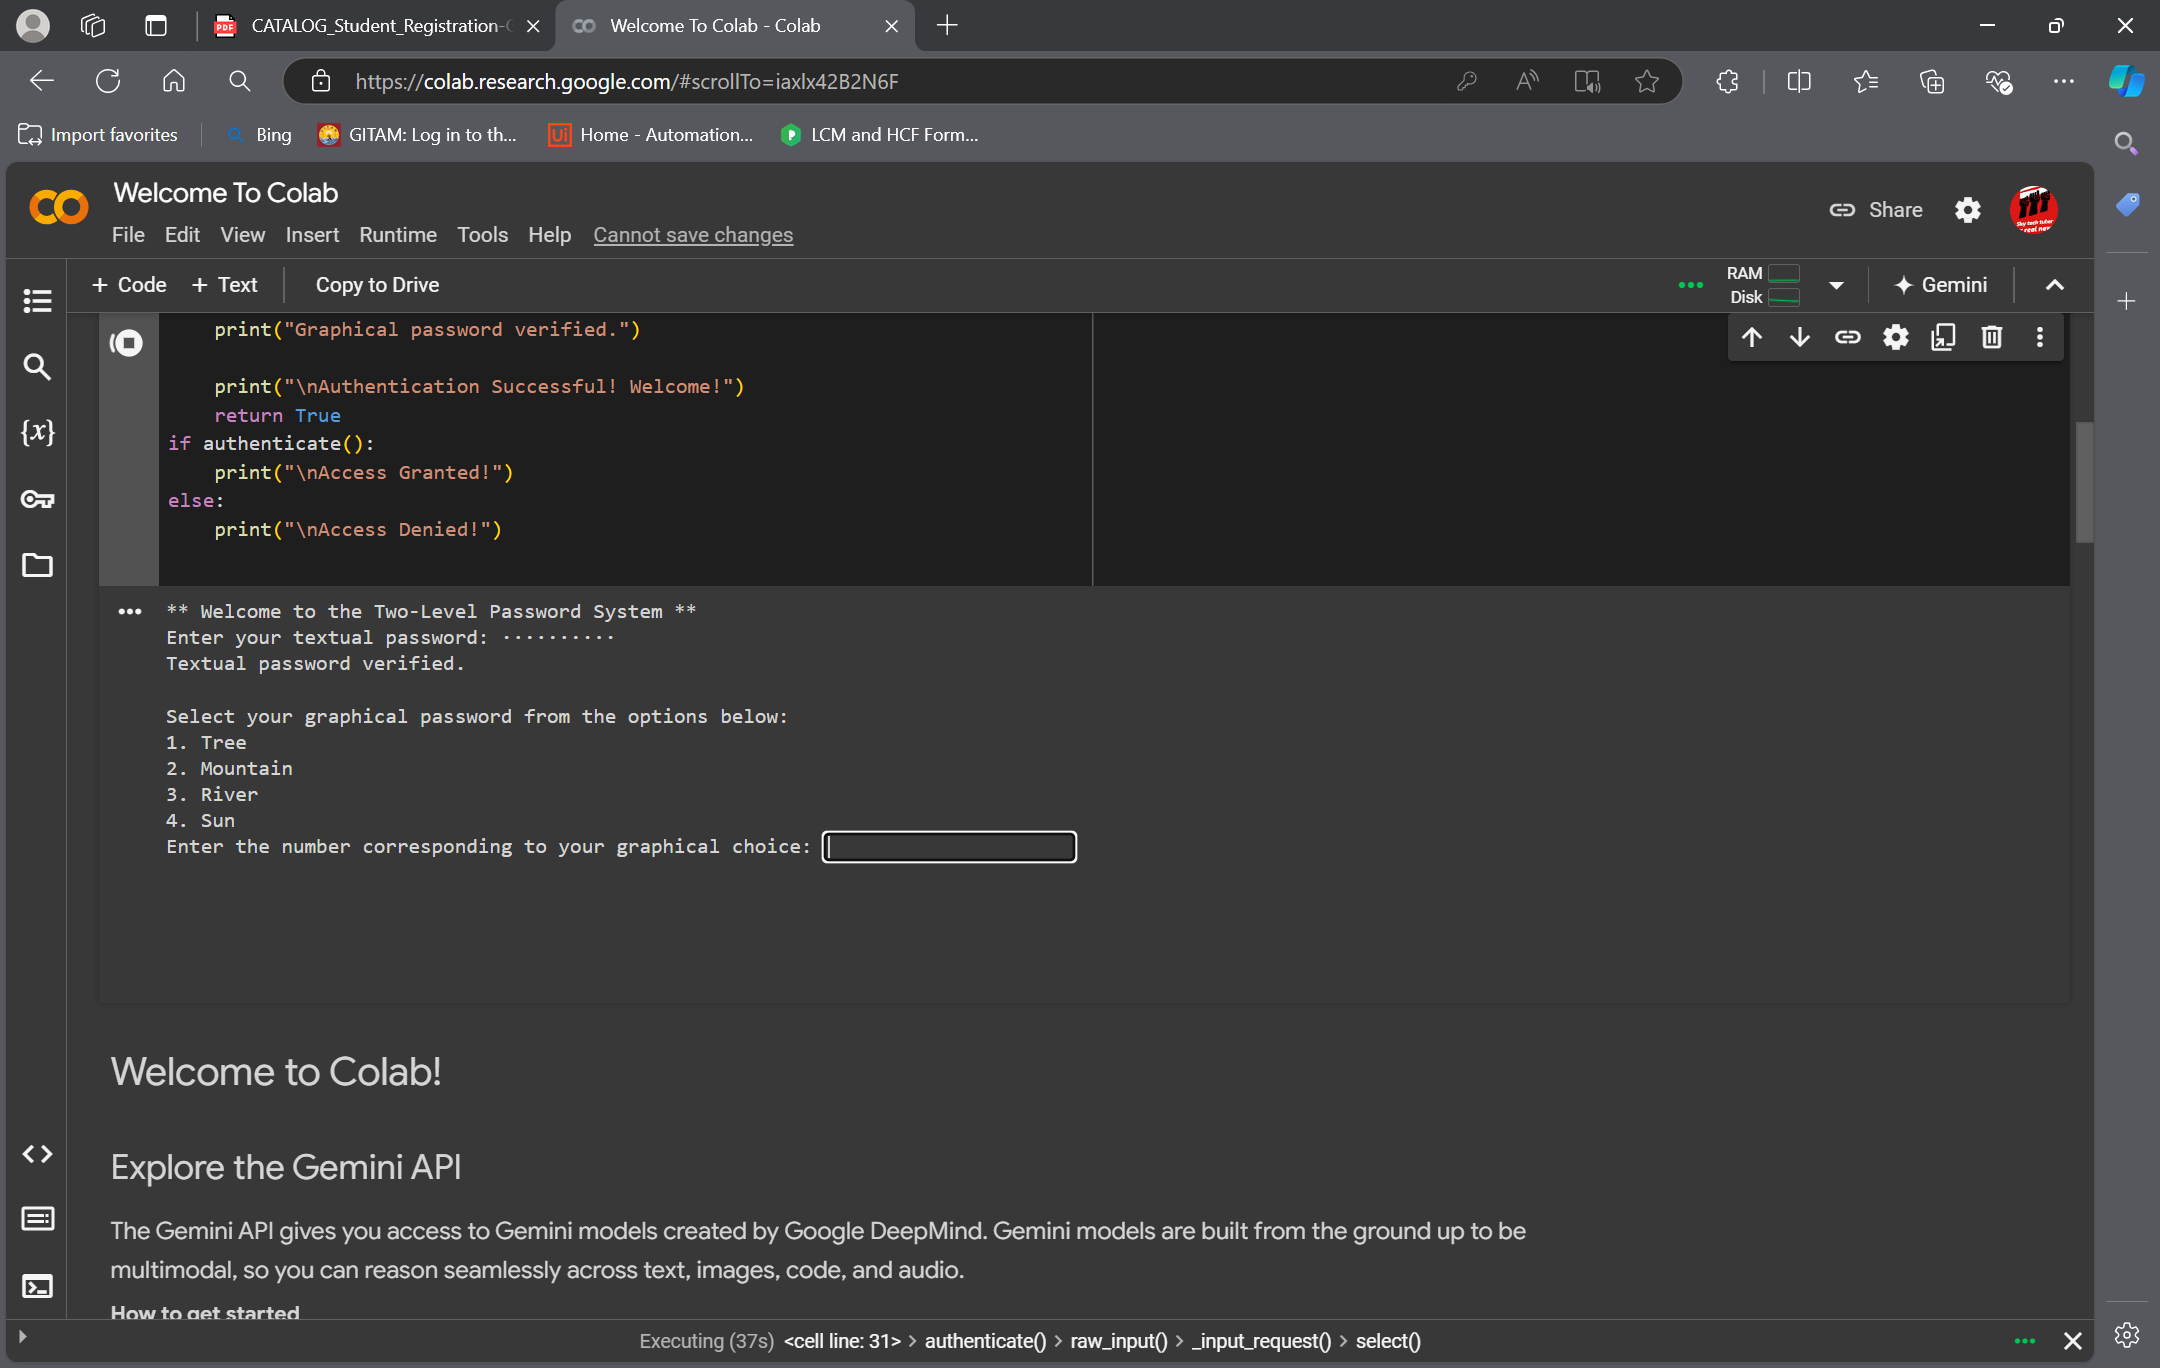 CATALOG_Student_Registration-
Welcome To Colab - Colab
https://colab.research.google.com/#scrollTo=iaxlx42B2N6F
Import favorites
Bing
GITAM: Log in to th...
Home - Automation...
LCM and HCF Form...
Welcome To Colab
File Edit View Insert Runtime Tools Help Cannot save changes
Share
+ Code + Text Copy to Drive
RAM
Disk
Gemini
print("Graphical password verified.")
print("\nAuthentication Successful! Welcome!")
return True
if authenticate():
print("\nAccess Granted!")
else:
print("\nAccess Denied!")
** Welcome to the Two-Level Password System **
Enter your textual password: ··········
Textual password verified.
Select your graphical password from the options below:
1. Tree
2. Mountain
3. River
4. Sun
Enter the number corresponding to your graphical choice:
Welcome to Colab!
Explore the Gemini API
The Gemini API gives you access to Gemini models created by Google DeepMind. Gemini models are built from the ground up to be
multimodal, so you can reason seamlessly across text, images, code, and audio.
How to get started
Executing (37s) <cell line: 31> > authenticate() > raw_input() > _input_request() > select()